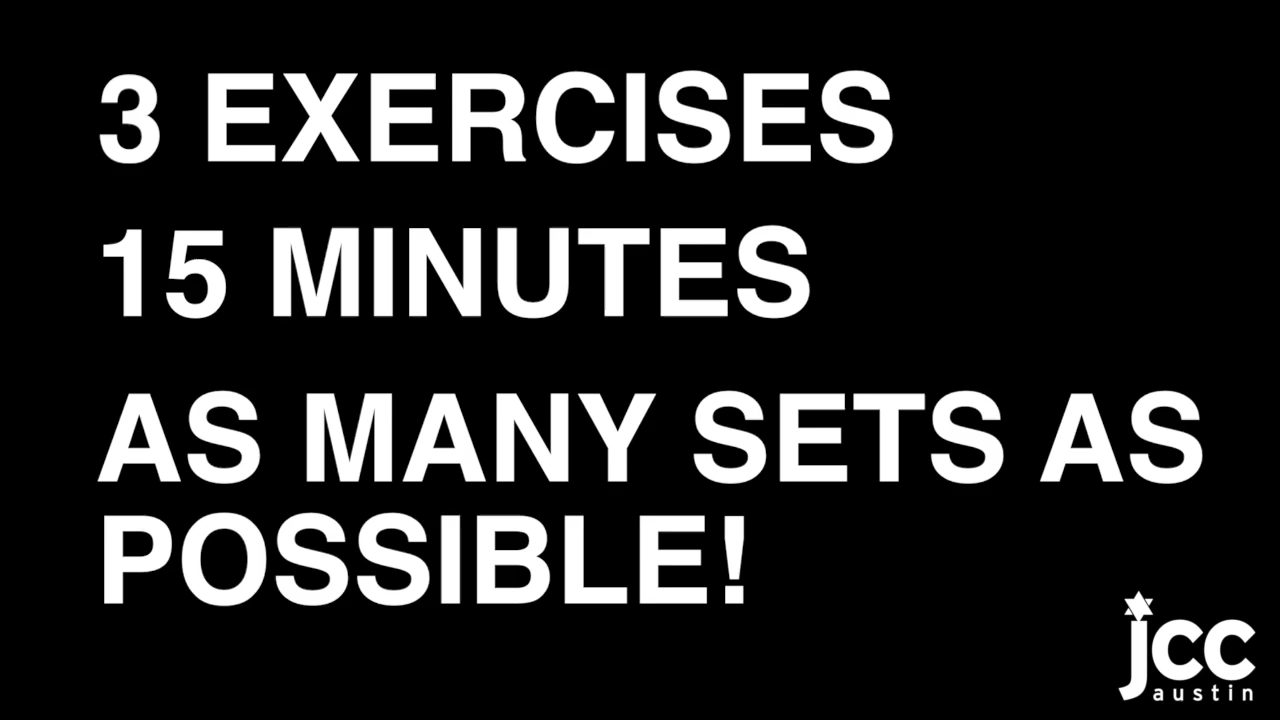 3 EXERCISES
15 MINUTES
AS MANY SETS AS
POSSIBLE!
jcc
austin